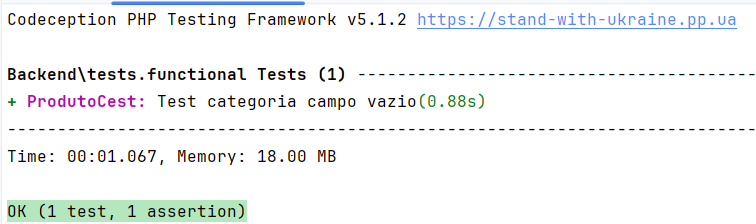 Codeception PHP Testing Framework v5.1.2 https://stand-with-ukraine.pp.ua
Backend\tests.functional Tests (1) ----------------------------------------
+ ProdutoCest: Test categoria campo vazio(0.88s)
---------------------------------------------------------------------------
Time: 00:01.067, Memory: 18.00 MB
OK (1 test, 1 assertion)